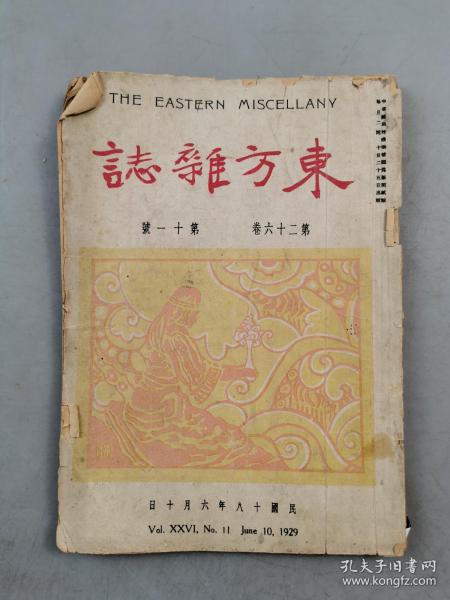 THE EASTERN MISCELLANY
東方雜誌
第二十六卷 第十一號
民國十八年六月十日
Vol. XXVI, No. 11 June 10, 1929
孔夫子旧书网
www.kongfz.com